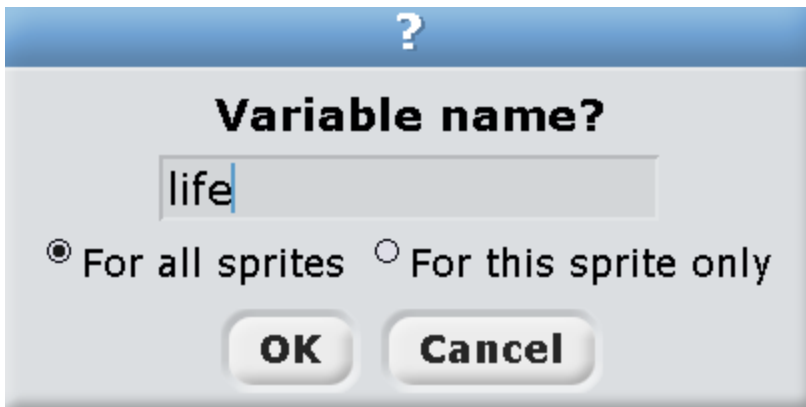 ?
Variable name?
life
For all sprites For this sprite only
OK Cancel